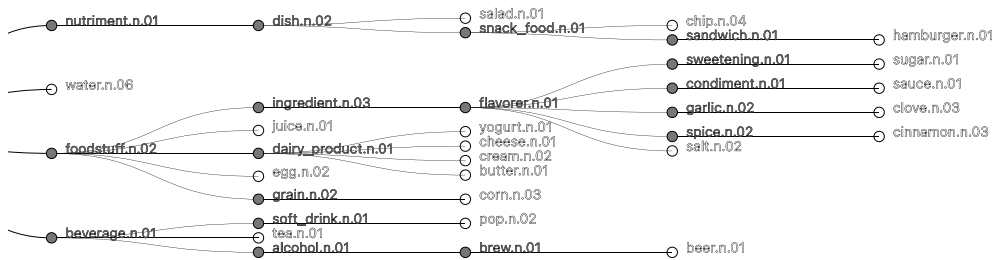 nutriment.n.01
dish.n.02
salad.n.01
snack_food.n.01
chip.n.04
sandwich.n.01
hamburger.n.01
sweetening.n.01
sugar.n.01
water.n.06
condiment.n.01
sauce.n.01
ingredient.n.03
flavorer.n.01
garlic.n.02
clove.n.03
juice.n.01
yogurt.n.01
spice.n.02
cinnamon.n.03
cheese.n.01
salt.n.02
foodstuff.n.02
dairy_product.n.01
cream.n.02
egg.n.02
butter.n.01
grain.n.02
corn.n.03
soft_drink.n.01
pop.n.02
beverage.n.01
tea.n.01
alcohol.n.01
brew.n.01
beer.n.01